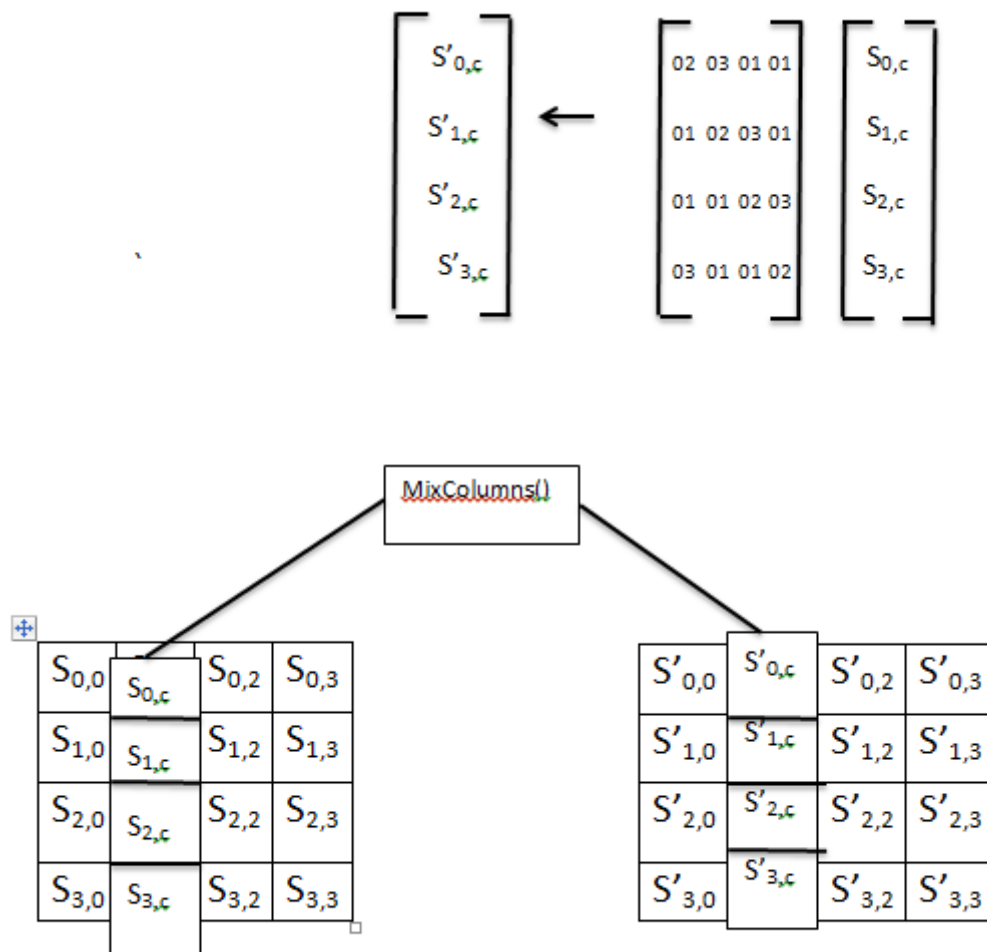 S'0,c 02 03 01 01 S0,c
S'1,c 01 02 03 01 S1,c
S'2,c 01 01 02 03 S2,c
S'3,c 03 01 01 02 S3,c
MixColumns()
S0,0 S0,c S0,2 S0,3 S'0,0 S'0,c S'0,2 S'0,3
S1,0 S1,c S1,2 S1,3 S'1,0 S'1,c S'1,2 S'1,3
S2,0 S2,c S2,2 S2,3 S'2,0 S'2,c S'2,2 S'2,3
S3,0 S3,c S3,2 S3,3 S'3,0 S'3,c S'3,2 S'3,3